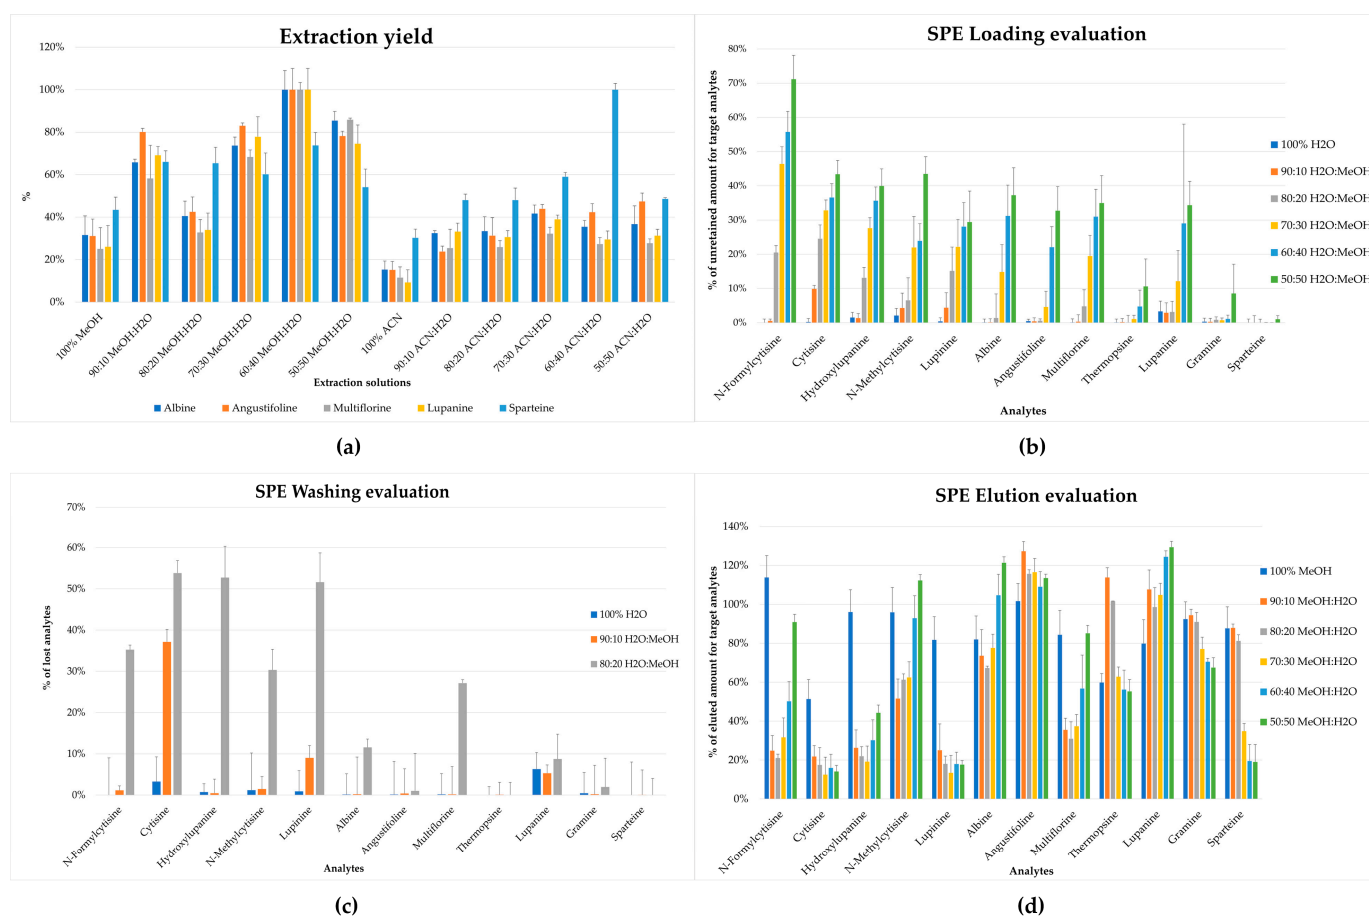 Extraction yield
120%
100%
80%
60%
40%
20%
0%
%
100% MeOH
90:10 MeOH:H2O
80:20 MeOH:H2O
70:30 MeOH:H2O
60:40 MeOH:H2O
50:50 MeOH:H2O
100% ACN
90:10 ACN:H2O
80:20 ACN:H2O
70:30 ACN:H2O
60:40 ACN:H2O
50:50 ACN:H2O
Extraction solutions
Albine Angustifoline Multiflorine Lupanine Sparteine
(a)
SPE Loading evaluation
80%
70%
60%
50%
40%
30%
20%
10%
0%
% of unretained amount for target analytes
N-Formylcytisine
Cytisine
Hydroxylupanine
N-Methylcytisine
Lupinine
Albine
Angustifoline
Multiflorine
Thermopsine
Lupanine
Gramine
Sparteine
Analytes
100% H2O
90:10 H2O:MeOH
80:20 H2O:MeOH
70:30 H2O:MeOH
60:40 H2O:MeOH
50:50 H2O:MeOH
(b)
SPE Washing evaluation
70%
60%
50%
40%
30%
20%
10%
0%
% of lost analytes
N-Formylcytisine
Cytisine
Hydroxylupanine
N-Methylcytisine
Lupinine
Albine
Angustifoline
Multiflorine
Thermopsine
Lupanine
Gramine
Sparteine
Analytes
100% H2O
90:10 H2O:MeOH
80:20 H2O:MeOH
(c)
SPE Elution evaluation
140%
120%
100%
80%
60%
40%
20%
0%
% of eluted amount for target analytes
N-Formylcytisine
Cytisine
Hydroxylupanine
N-Methylcytisine
Lupinine
Albine
Angustifoline
Multiflorine
Thermopsine
Lupanine
Gramine
Sparteine
Analytes
100% MeOH
90:10 MeOH:H2O
80:20 MeOH:H2O
70:30 MeOH:H2O
60:40 MeOH:H2O
50:50 MeOH:H2O
(d)